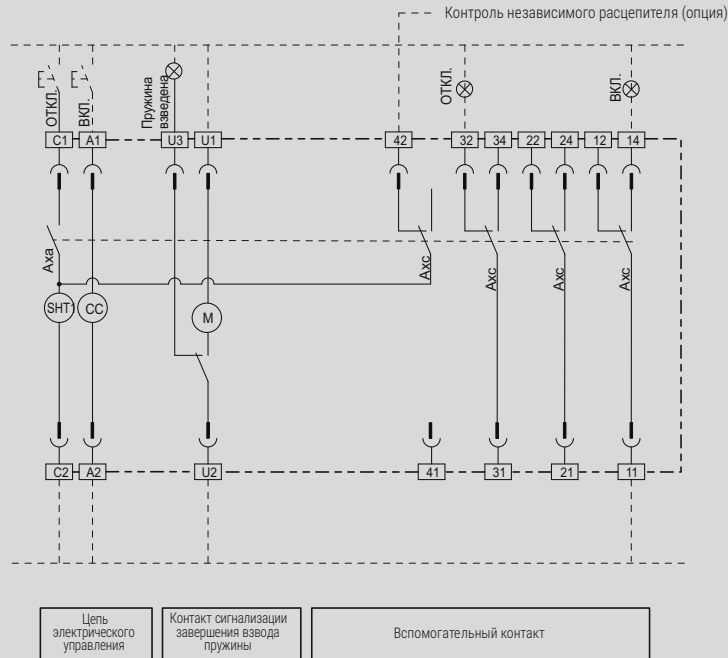 Контроль независимого расцепителя (опция)
ОТКЛ.
ВКЛ.
Пружина
взведена
ОТКЛ.
ВКЛ.
C1 A1 U3 U1 42 32 34 22 24 12 14
Axa
Axc
Axc
Axc
Axc
SHT1 CC M
C2 A2 U2 41 31 21 11
Цепь
электрического
управления
Контакт сигнализации
завершения взвода
пружины
Вспомогательный контакт